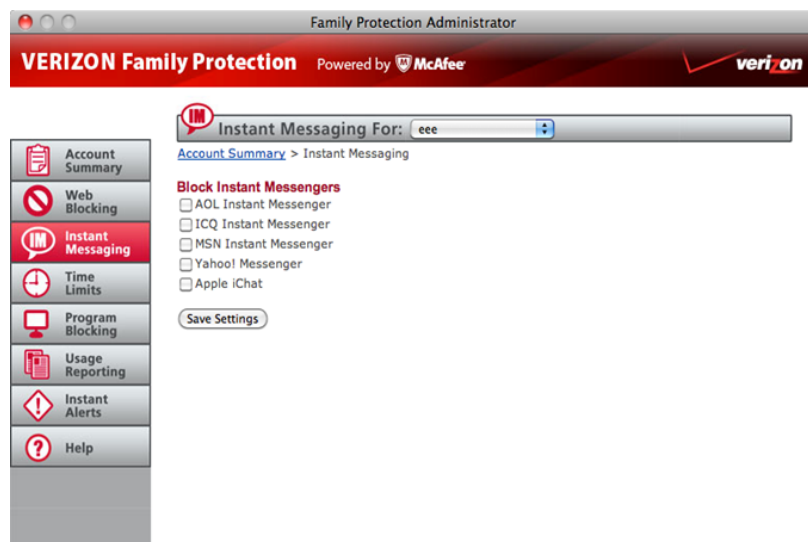 Family Protection Administrator
VERIZON Family Protection Powered by McAfee
verizon
IM
Instant Messaging For: eee
Account Summary > Instant Messaging
Account
Summary
Web
Blocking
IM
Instant
Messaging
Time
Limits
Program
Blocking
Usage
Reporting
Instant
Alerts
? Help
Block Instant Messengers
AOL Instant Messenger
ICQ Instant Messenger
MSN Instant Messenger
Yahoo! Messenger
Apple iChat
Save Settings